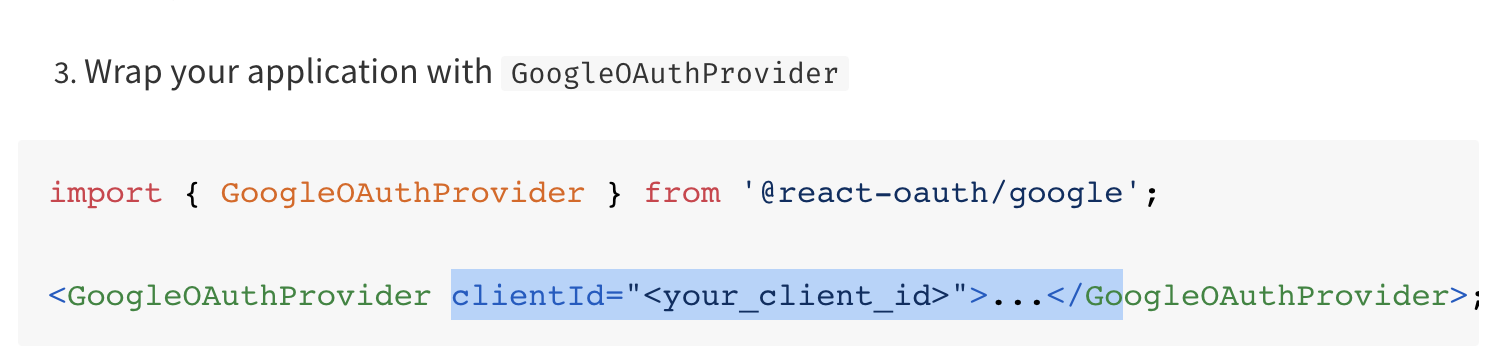 3. Wrap your application with GoogleOAuthProvider
import { GoogleOAuthProvider } from '@react-oauth/google';
<GoogleOAuthProvider clientId="<your_client_id>">...</GoogleOAuthProvider>;